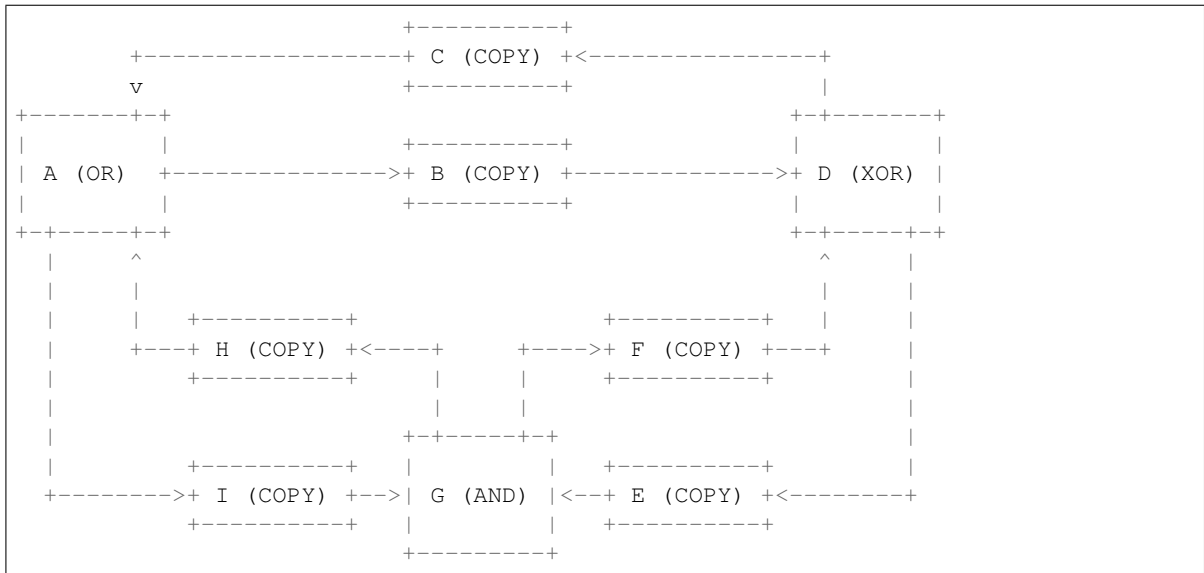 +----------+
+------------------+ C (COPY) +<----------------+
v                  +----------+                 |
+-------+-+                                           +-+-------+
|         |                +----------+               |         |
| A (OR)  +--------------->+ B (COPY) +-------------->+ D (XOR) |
|         |                +----------+               |         |
+-+-----+-+                                           +-+-----+-+
|     ^                                               ^     |
|     |                                               |     |
|     |   +----------+                 +----------+   |     |
|     +---+ H (COPY) +<----+     +---->+ F (COPY) +---+     |
|         +----------+     |     |     +----------+         |
|                          |     |                          |
|                        +-+-----+-+                        |
|         +----------+   |         |   +----------+         |
+-------->+ I (COPY) +-->| G (AND) |<--+ E (COPY) +<--------+
+----------+   |         |   +----------+
+---------+